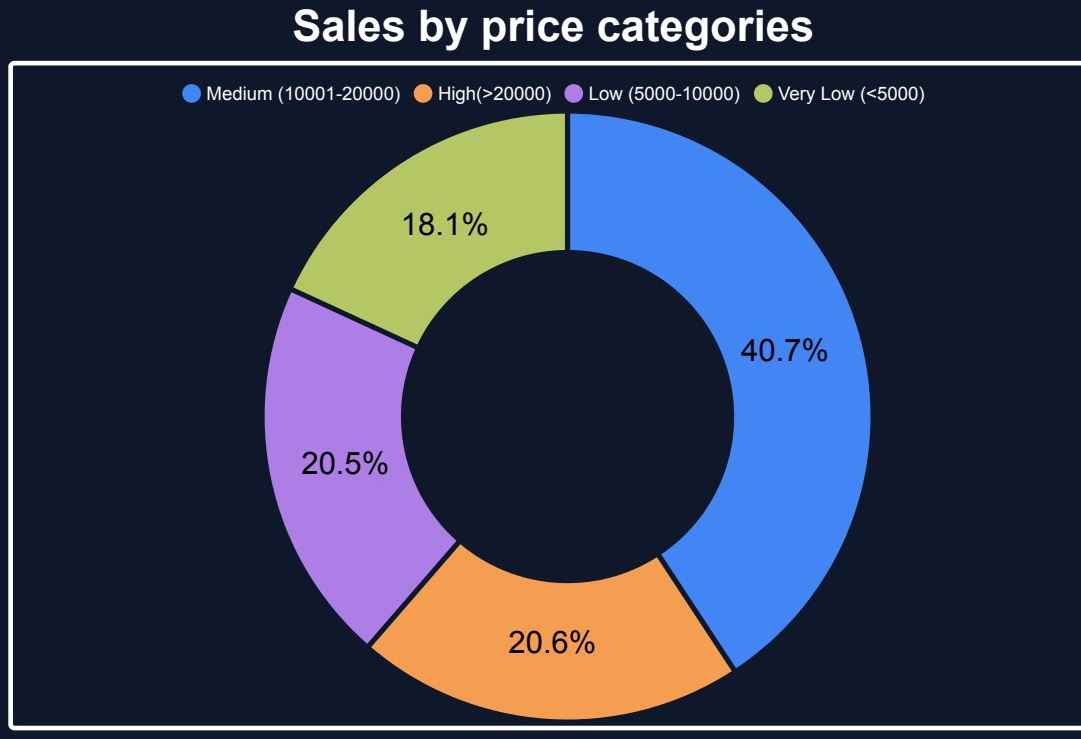 Sales by price categories
Medium (10001-20000) High(>20000) Low (5000-10000) Very Low (<5000)
18.1%
40.7%
20.5%
20.6%